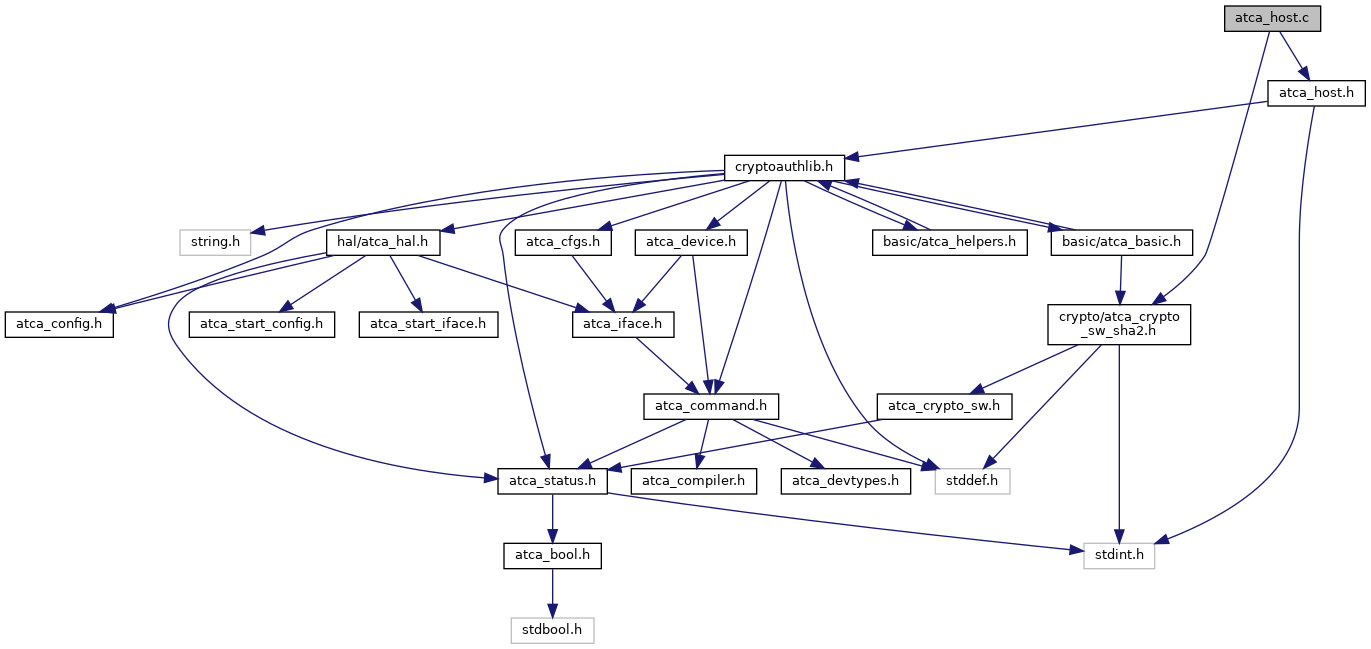 atca_host.c
atca_host.h
cryptoauthlib.h
string.h
hal/atca_hal.h
atca_cfgs.h
atca_device.h
basic/atca_helpers.h
basic/atca_basic.h
atca_config.h
atca_start_config.h
atca_start_iface.h
atca_iface.h
crypto/atca_crypto
_sw_sha2.h
atca_command.h
atca_crypto_sw.h
atca_status.h
atca_compiler.h
atca_devtypes.h
stddef.h
atca_bool.h
stdint.h
stdbool.h